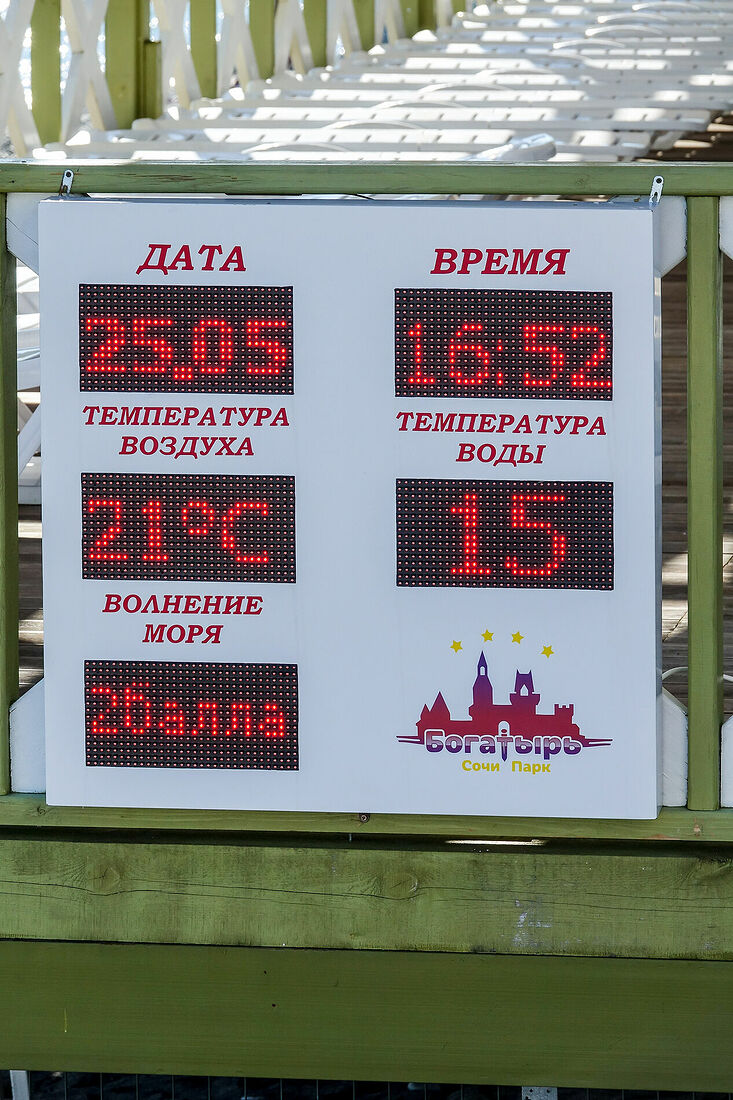 ДАТА
25.05
ВРЕМЯ
16:52
ТЕМПЕРАТУРА
ВОЗДУХА
21°C
ТЕМПЕРАТУРА
ВОДЫ
15
ВОЛНЕНИЕ
МОРЯ
2балла
Богатырь
Сочи Парк